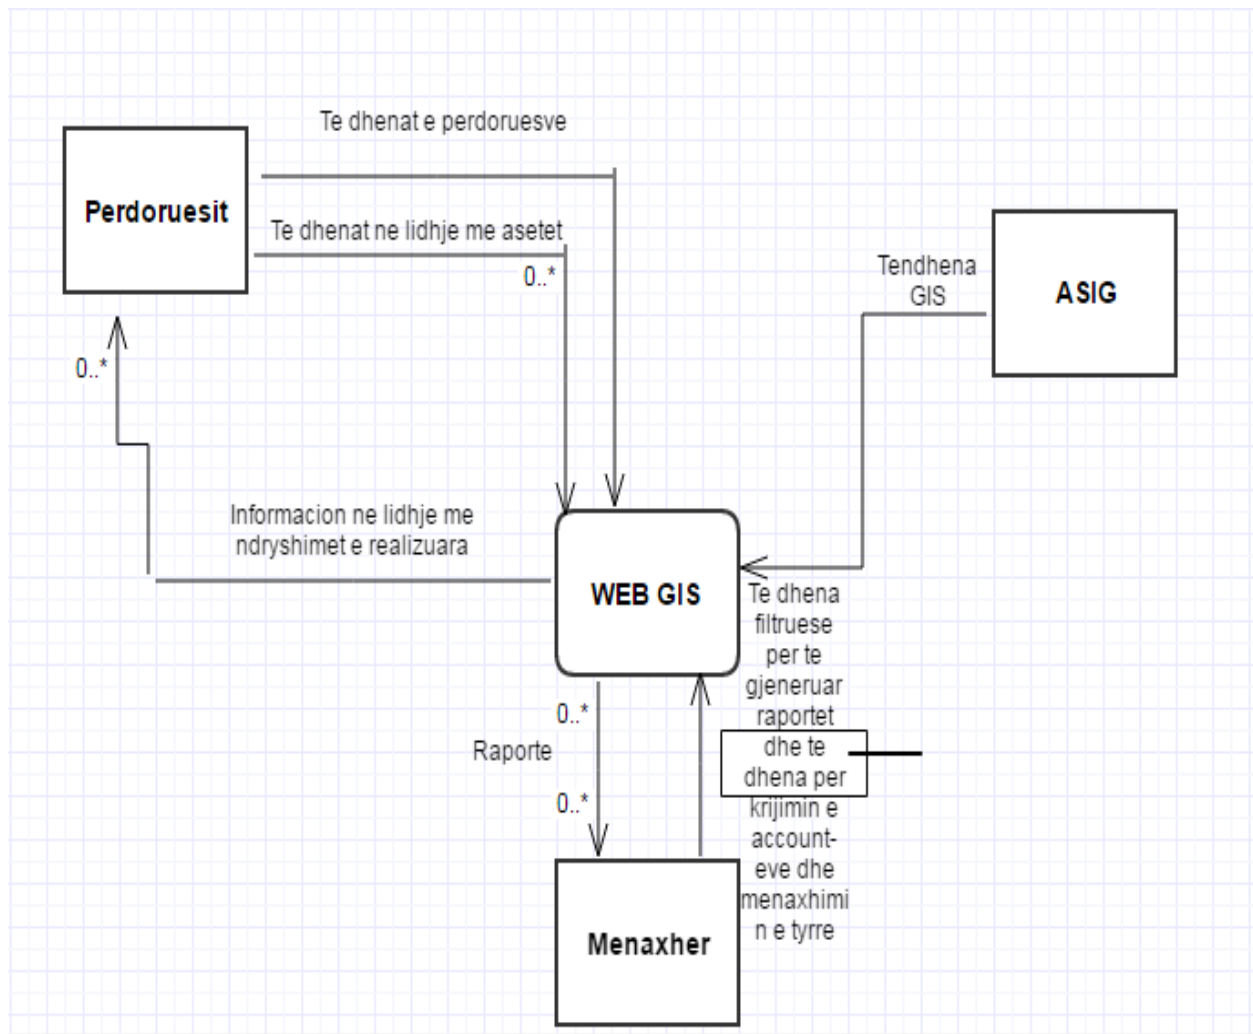 Te dhenat e perdoruesve
Perdoruesit
Te dhenat ne lidhje me asetet
0..*
Tendhena
GIS
ASIG
0..*
Informacion ne lidhje me
ndryshimet e realizuara
WEB GIS
Te dhena
filtruese
per te
gjeneruar
raportet
dhe te
dhena per
krijimin e
account-
eve dhe
menaxhimi
n e tyrre
0..*
Raporte
0..*
Menaxher